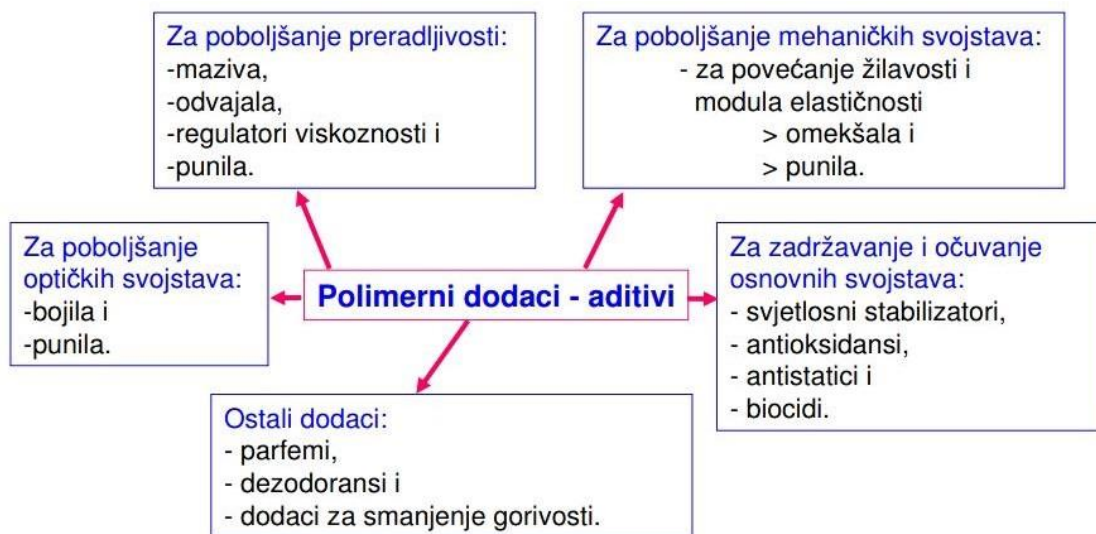 Za poboljšanje preradljivosti:
-maziva,
-odvajala,
-regulatori viskoznosti i
-punila.
Za poboljšanje mehaničkih svojstava:
- za povećanje žilavosti i
modula elastičnosti
> omekšala i
> punila.
Za poboljšanje
optičkih svojstava:
-bojila i
-punila.
Polimerni dodaci - aditivi
Za zadržavanje i očuvanje
osnovnih svojstava:
- svjetlosni stabilizatori,
- antioksidansi,
- antistatici i
- biocidi.
Ostali dodaci:
- parfemi,
- dezodoransi i
- dodaci za smanjenje gorivosti.